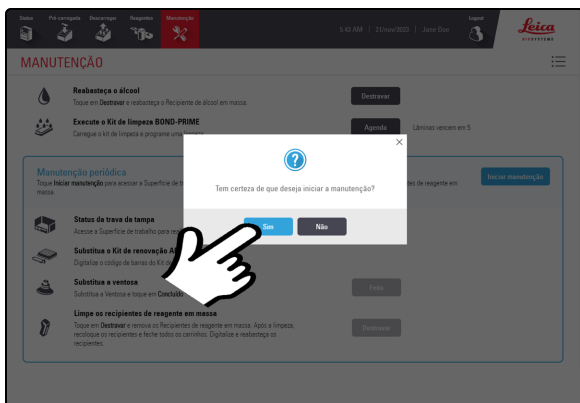 Status Pré-carregada Descarregar Reagentes Manutenção
5:43 AM | 21/nov/2023 | Jane Doe
Logout
Leica
BIOSYSTEMS
MANUTENÇÃO
Reabasteça o álcool
Toque em Destravar e reabasteça o Recipiente de álcool em massa.
Destravar
Execute o Kit de limpeza BOND-PRIME
Carregue o kit de limpeza e programe uma limpeza
Agenda
Lâminas vencem em 5
Tem certeza de que deseja iniciar a manutenção?
Sim
Não
Manutenção periódica
Toque Iniciar manutenção para acessar a Superfície de
tes de reagente em
massa.
Iniciar manutenção
Status da trava da tampa
Acesse a Superfície de trabalho para
Substitua o Kit de renovação
Digitalize o código de barras do Kit de
Substitua a ventosa
Substitua a Ventosa e toque em Concluído
Feito
Limpe os recipientes de reagente em massa
Toque em Destravar e remova os Recipientes de reagente em massa. Após a limpeza,
recoloque os recipientes e feche todos os carrinhos. Digitalize e reabasteça os
recipientes.
Destravar